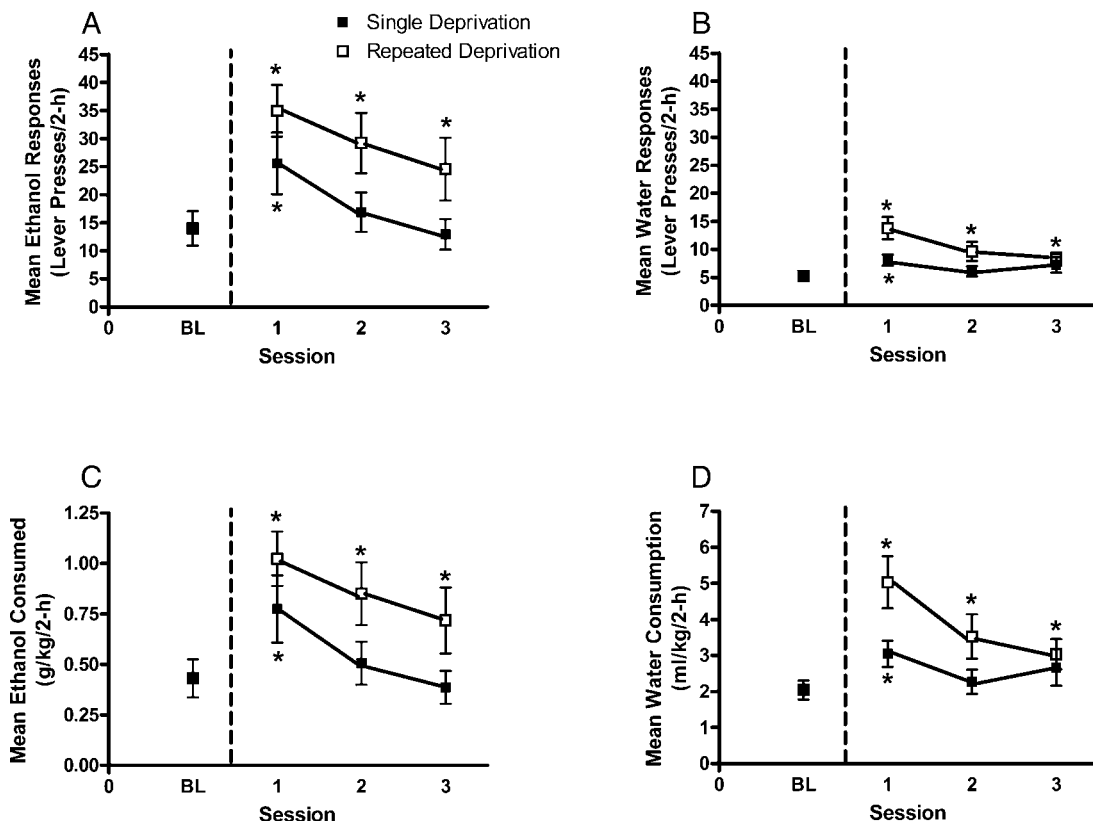 A
Single Deprivation
Repeated Deprivation
Mean Ethanol Responses
(Lever Presses/2-h)
45
40
35
30
25
20
15
10
5
0
* * *
*
0 BL 1 2 3
Session
B
Mean Water Responses
(Lever Presses/2-h)
45
40
35
30
25
20
15
10
5
0
* * *
*
0 BL 1 2 3
Session
C
Mean Ethanol Consumed
(g/kg/2-h)
1.25
1.00
0.75
0.50
0.25
0.00
* * *
*
0 BL 1 2 3
Session
D
Mean Water Consumption
(ml/kg/2-h)
7
6
5
4
3
2
1
0
* * *
*
0 BL 1 2 3
Session